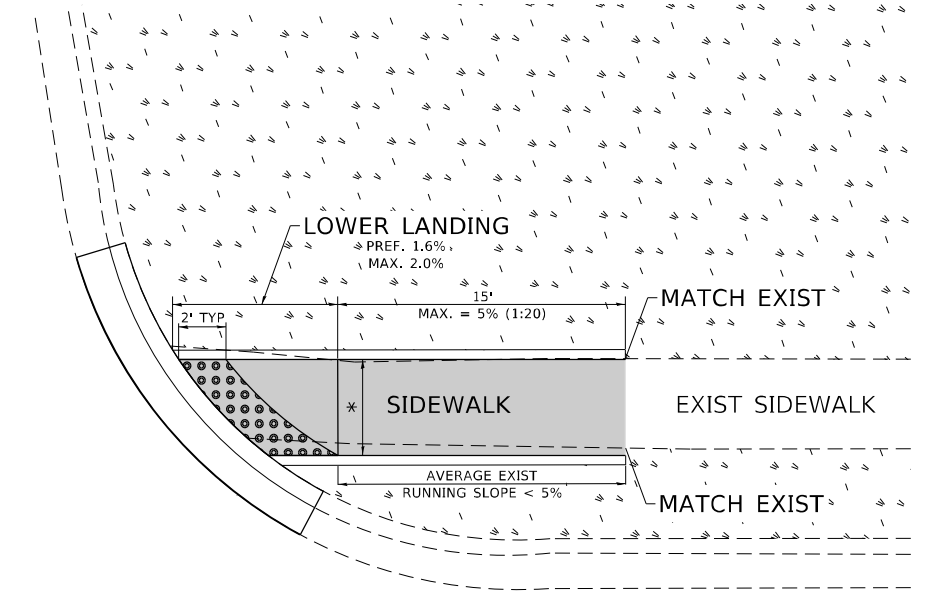 LOWER LANDING
PREF. 1.6%
MAX. 2.0%
15'
MAX. = 5% (1:20)
2' TYP
MATCH EXIST
* SIDEWALK
EXIST SIDEWALK
AVERAGE EXIST
RUNNING SLOPE < 5%
MATCH EXIST